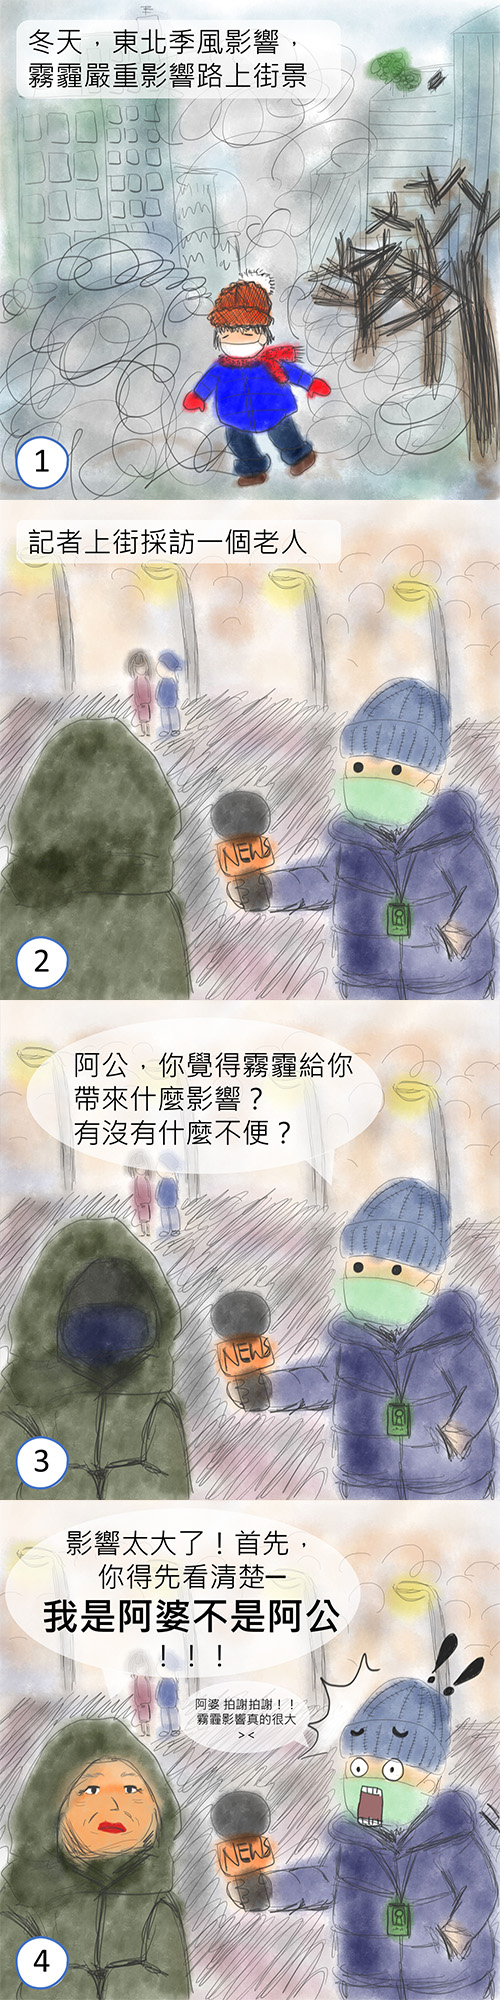 冬天，東北季風影響，
霧霾嚴重影響路上街景
1
記者上街採訪一個老人
NEWS
2
阿公，你覺得霧霾給你
帶來什麼影響？
有沒有什麼不便？
NEWS
3
影響太大了！首先，
你得先看清楚—
我是阿婆不是阿公
！！！
阿婆 拍謝拍謝！！
霧霾影響真的很大
> <
NEWS
4